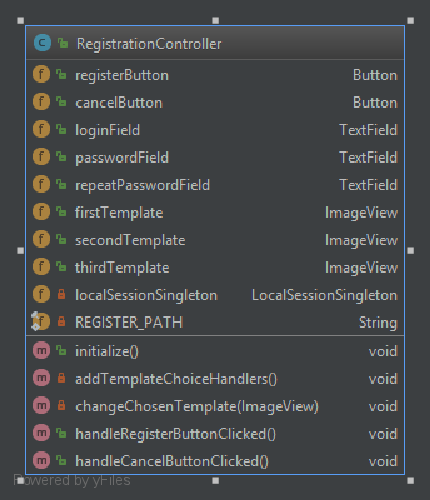 RegistrationController
registerButton Button
cancelButton Button
loginField TextField
passwordField TextField
repeatPasswordField TextField
firstTemplate ImageView
secondTemplate ImageView
thirdTemplate ImageView
localSessionSingleton LocalSessionSingleton
REGISTER_PATH String
initialize() void
addTemplateChoiceHandlers() void
changeChosenTemplate(ImageView) void
handleRegisterButtonClicked() void
handleCancelButtonClicked() void
Powered by yFiles